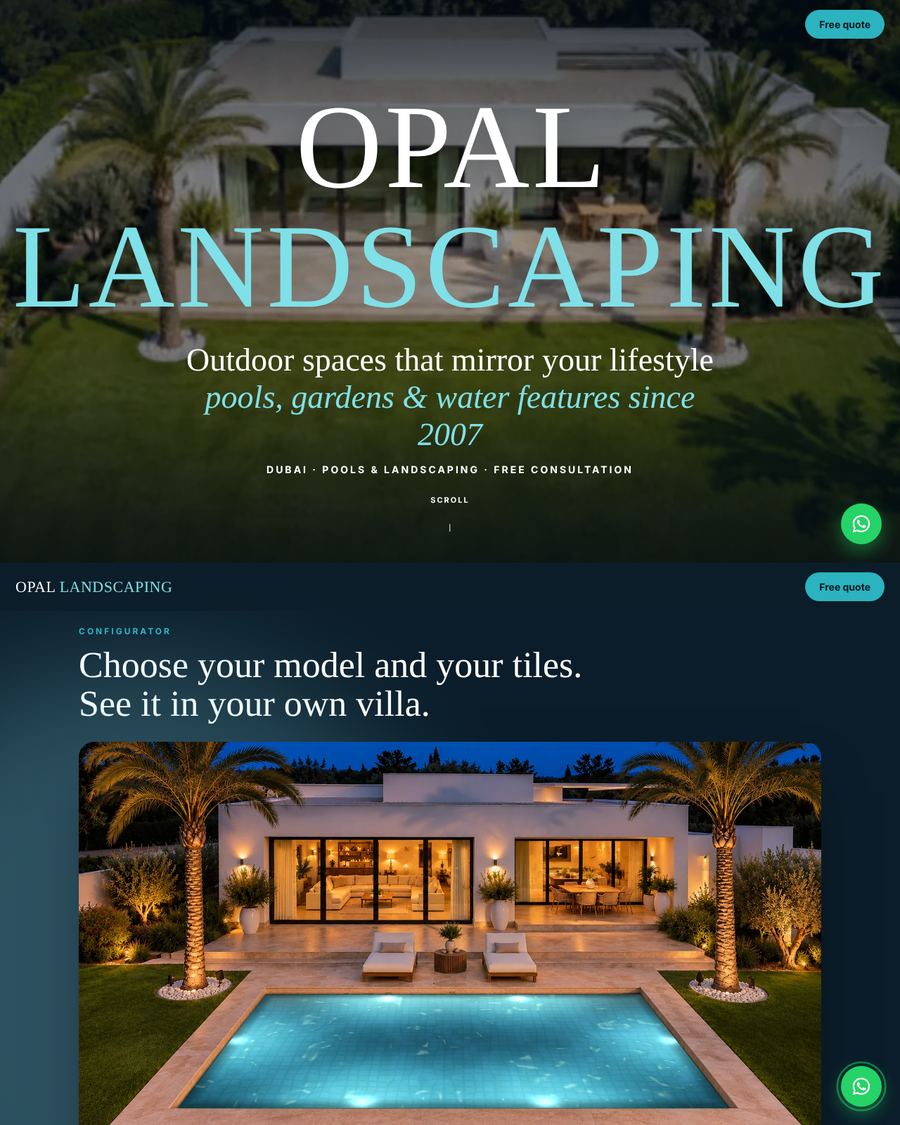 Free quote
OPAL
LANDSCAPING
Outdoor spaces that mirror your lifestyle
pools, gardens & water features since
2007
DUBAI · POOLS & LANDSCAPING · FREE CONSULTATION
SCROLL
OPAL LANDSCAPING
Free quote
CONFIGURATOR
Choose your model and your tiles.
See it in your own villa.